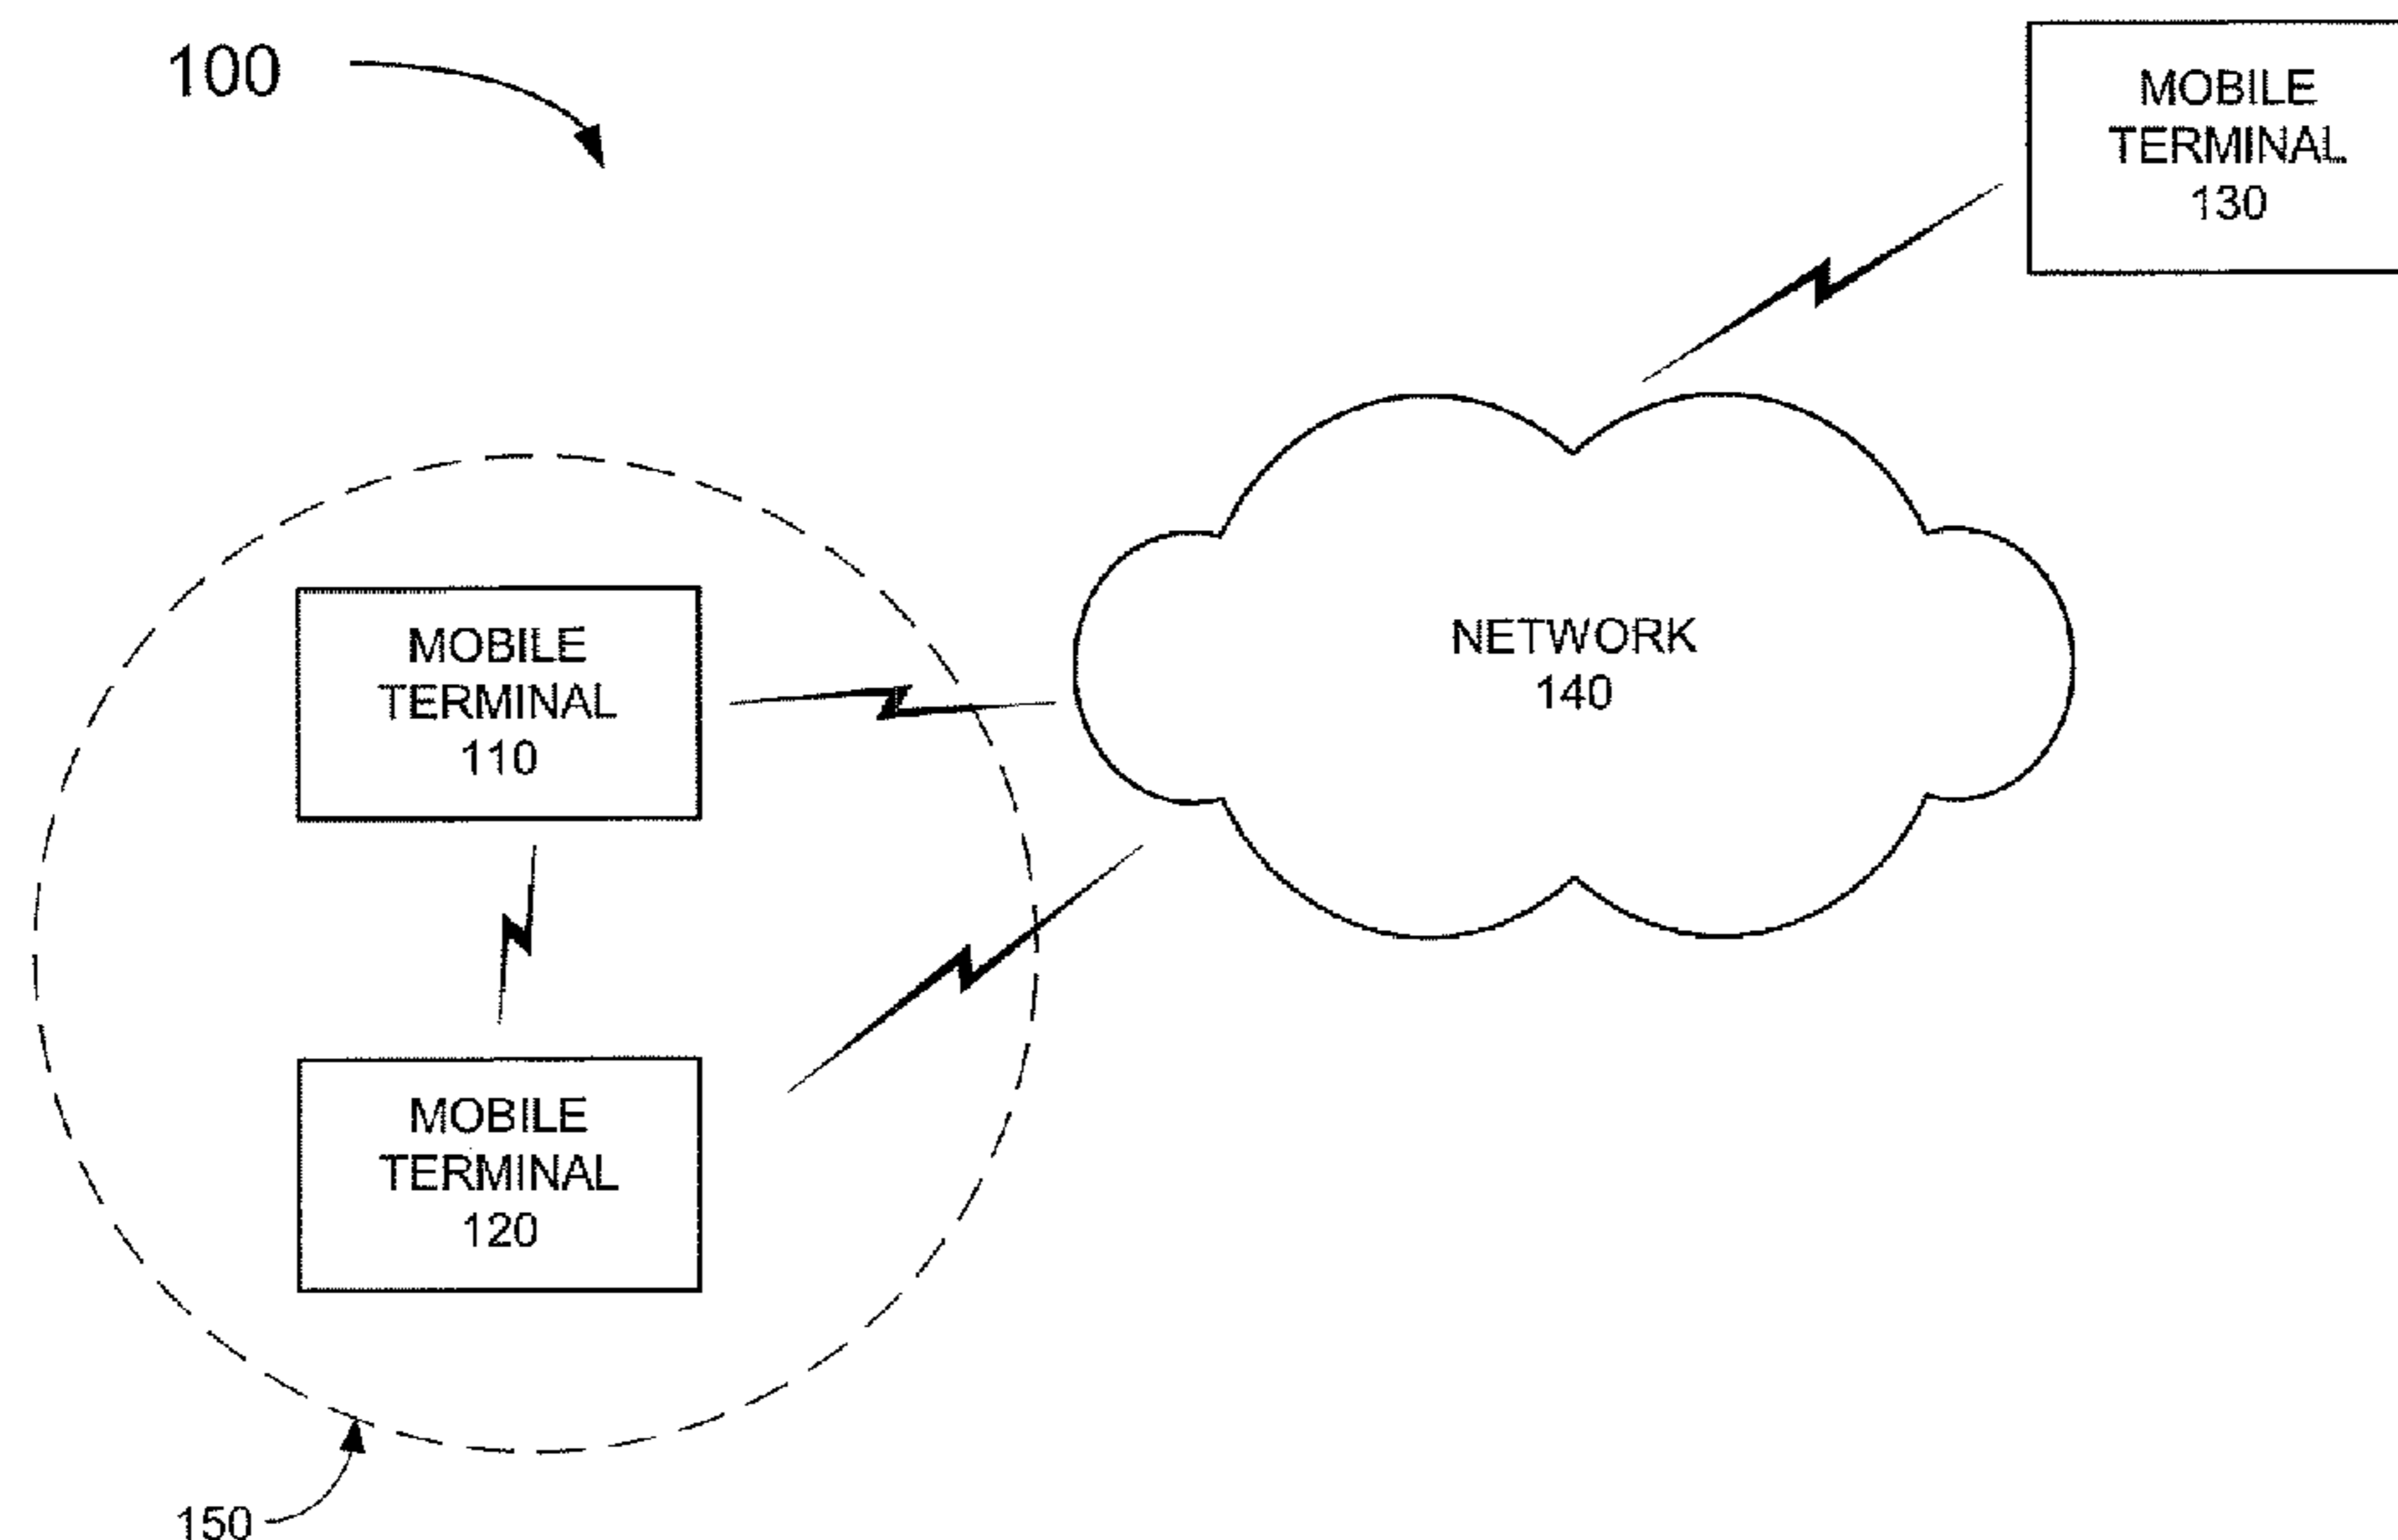 100
MOBILE
TERMINAL
130
MOBILE
TERMINAL
110
NETWORK
140
MOBILE
TERMINAL
120
150